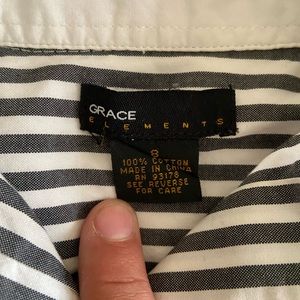 GRACE
ELEMENTS
8
100% COTTON
MADE IN CHINA
RN 93178
SEE REVERSE
FOR CARE